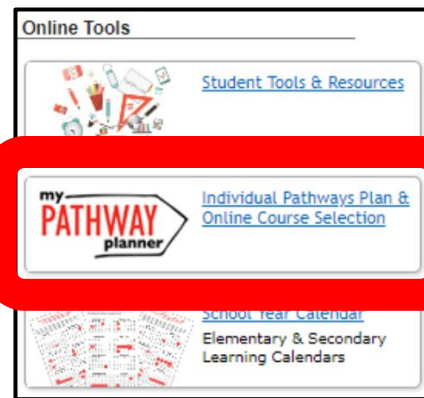 Online Tools
Student Tools & Resources
my
PATHWAY
planner
Individual Pathways Plan &
Online Course Selection
School Year Calendar
Elementary & Secondary
Learning Calendars